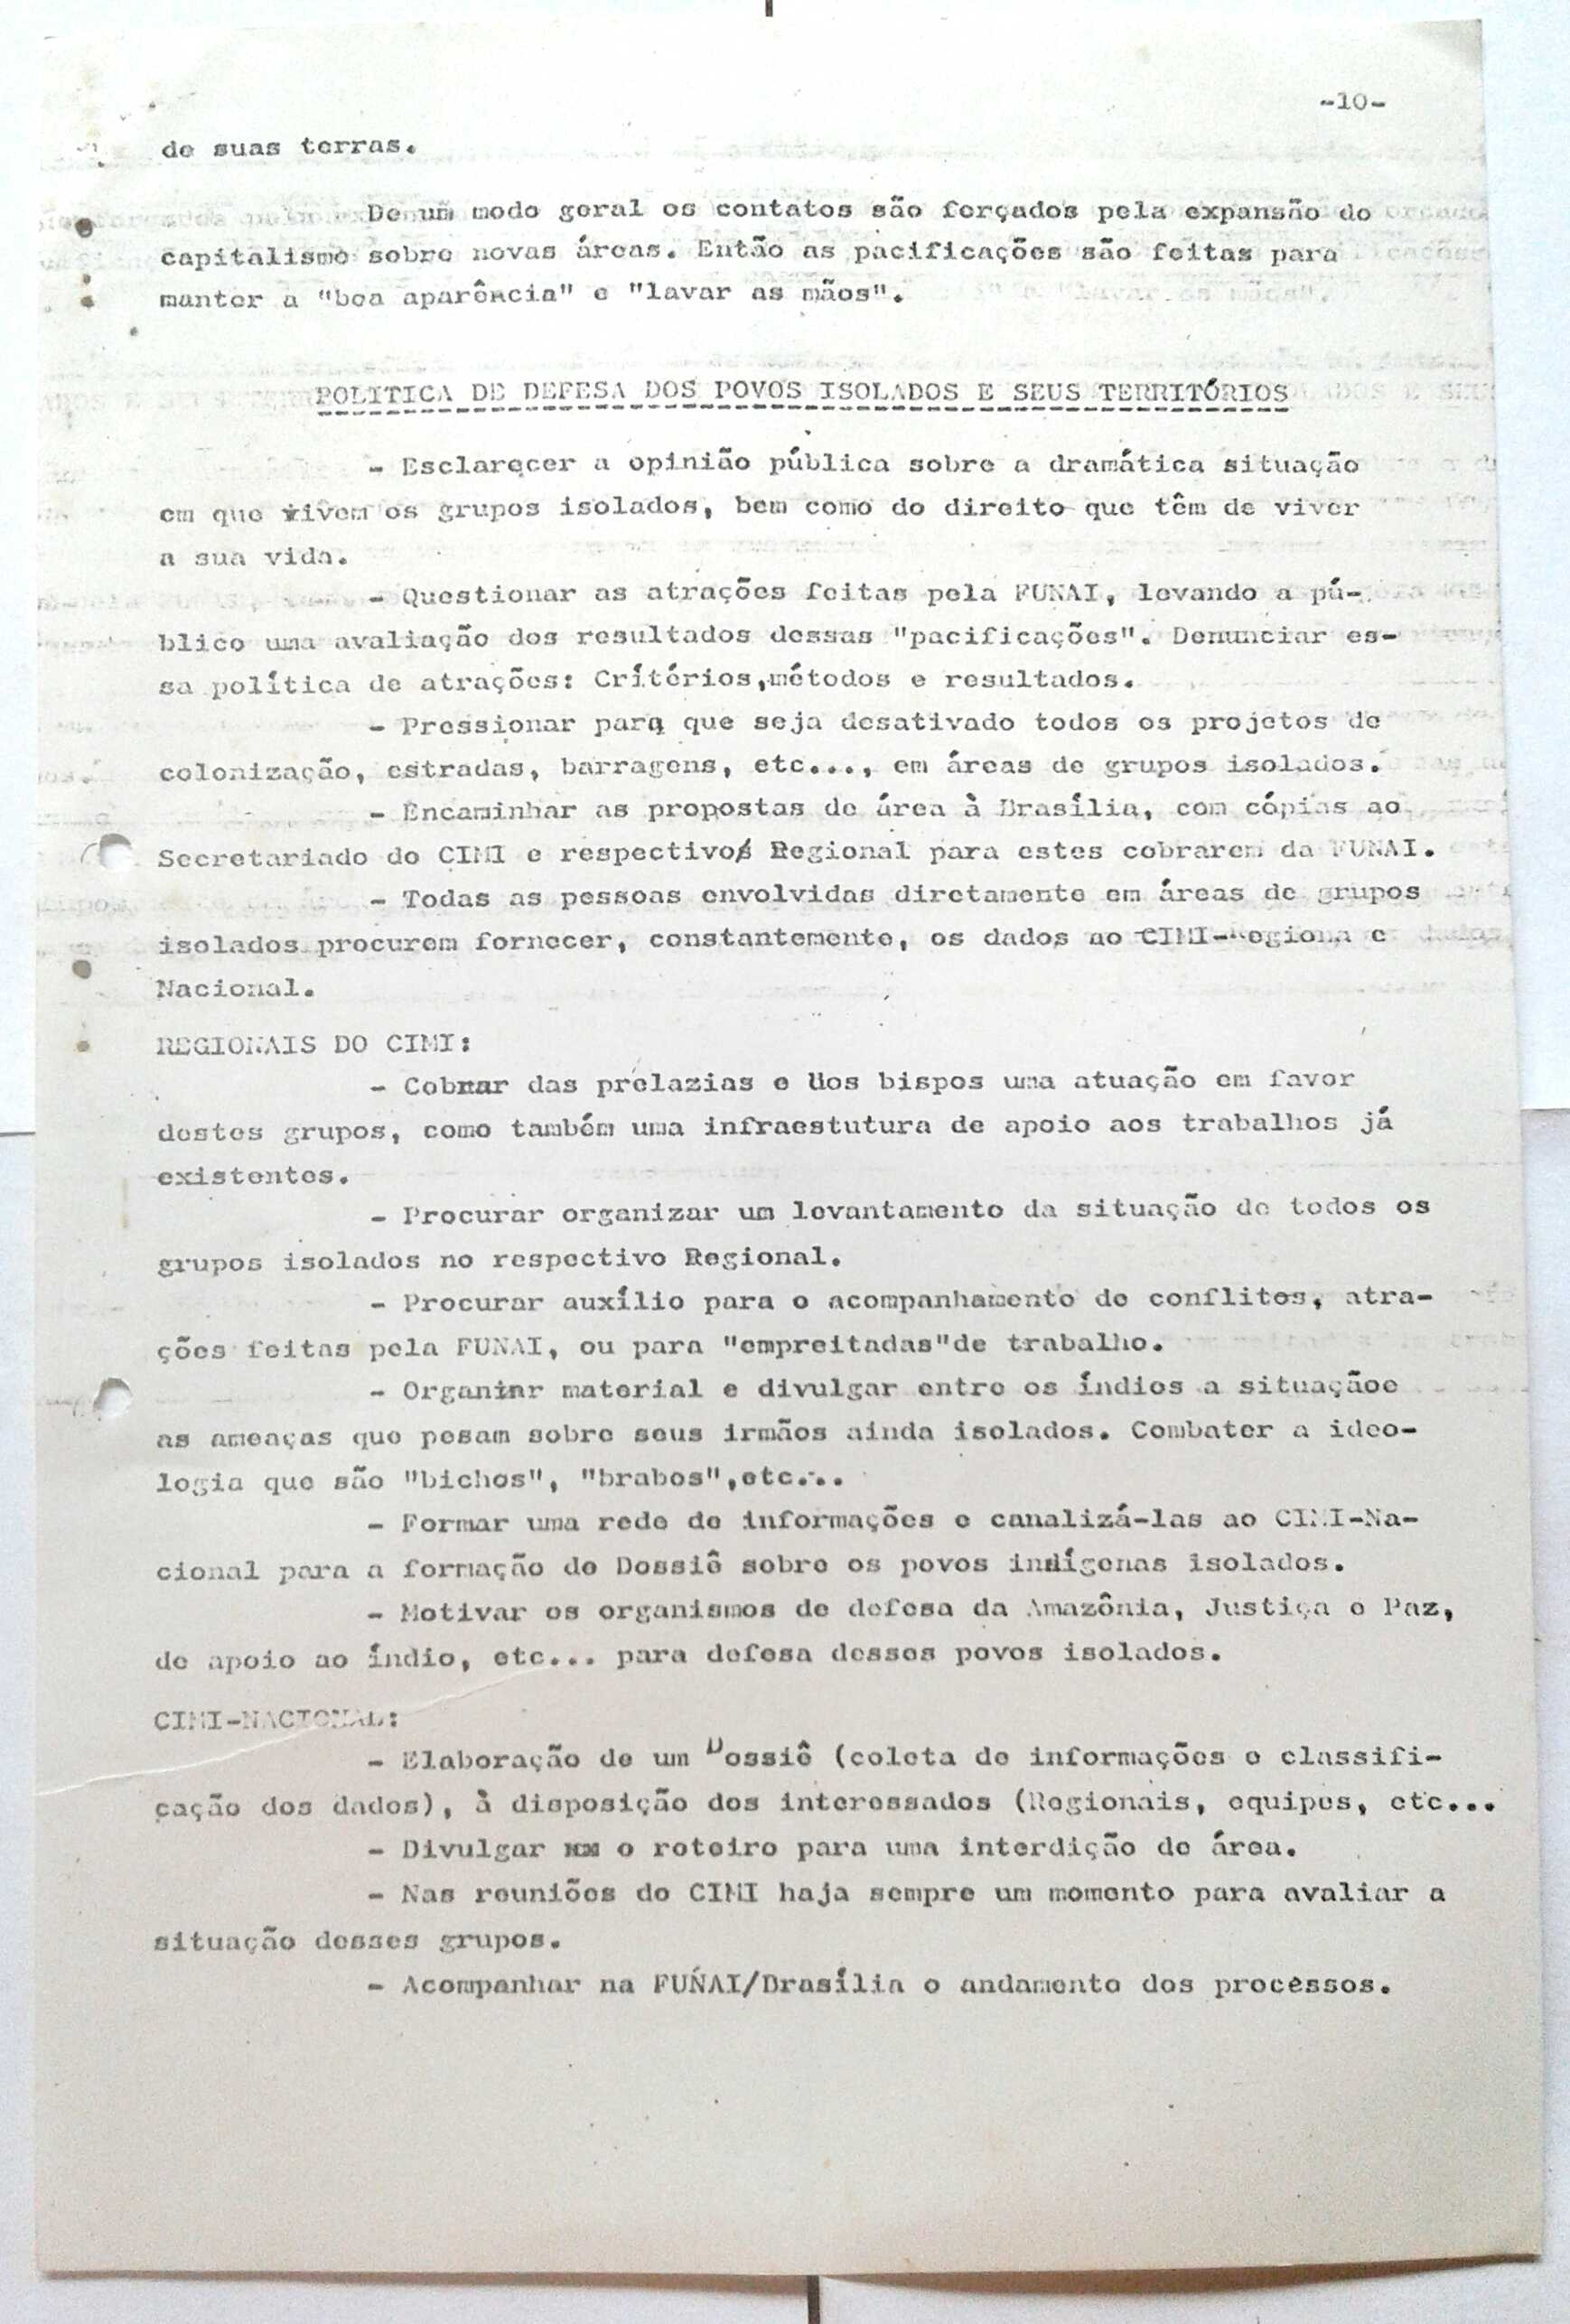 -10-
de suas terras.
De um modo geral os contatos são forçados pela expansão do
capitalismo sobre novas áreas. Então as pacificações são feitas para
manter a "boa aparência" e "lavar as mãos".
POLITICA DE DEFESA DOS POVOS ISOLADOS E SEUS TERRITÓRIOS
- Esclarecer a opinião pública sobre a dramática situação
em que vivem os grupos isolados, bem como do direito que têm de viver
a sua vida.
- Questionar as atrações feitas pela FUNAI, levando a pú-
blico uma avaliação dos resultados dessas "pacificações". Denunciar es-
sa política de atrações: Critérios,métodos e resultados.
- Pressionar para que seja desativado todos os projetos de
colonização, estradas, barragens, etc..., em áreas de grupos isolados.
- Encaminhar as propostas de área à Brasília, com cópias ao
Secretariado do CIMI e respectivos Regional para estes cobrarem da FUNAI.
- Todas as pessoas envolvidas diretamente em áreas de grupos
isolados procurem fornecer, constantemente, os dados ao CIMI-Regiona e
Nacional.
REGIONAIS DO CIMI:
- Cobrar das prelazias e dos bispos uma atuação em favor
destes grupos, como também uma infraestutura de apoio aos trabalhos já
existentes.
- Procurar organizar um levantamento da situação de todos os
grupos isolados no respectivo Regional.
- Procurar auxílio para o acompanhamento de conflitos, atra-
ções feitas pela FUNAI, ou para "empreitadas"de trabalho.
- Organizar material e divulgar entre os índios a situaçãoe
as ameaças que pesam sobre seus irmãos ainda isolados. Combater a ideo-
logia que são "bichos", "brabos",etc...
- Formar uma rede de informações e canalizá-las ao CIMI-Na-
cional para a formação de Dossiê sobre os povos indígenas isolados.
- Motivar os organismos de defesa da Amazônia, Justiça e Paz,
de apoio ao índio, etc... para defesa desses povos isolados.
CIMI-NACIONAL:
- Elaboração de um Dossiê (coleta de informações e classifi-
cação dos dados), à disposição dos interessados (Regionais, equipes, etc...
- Divulgar xx o roteiro para uma interdição de área.
- Nas reuniões do CIMI haja sempre um momento para avaliar a
situação desses grupos.
- Acompanhar na FUNAI/Brasília o andamento dos processos.